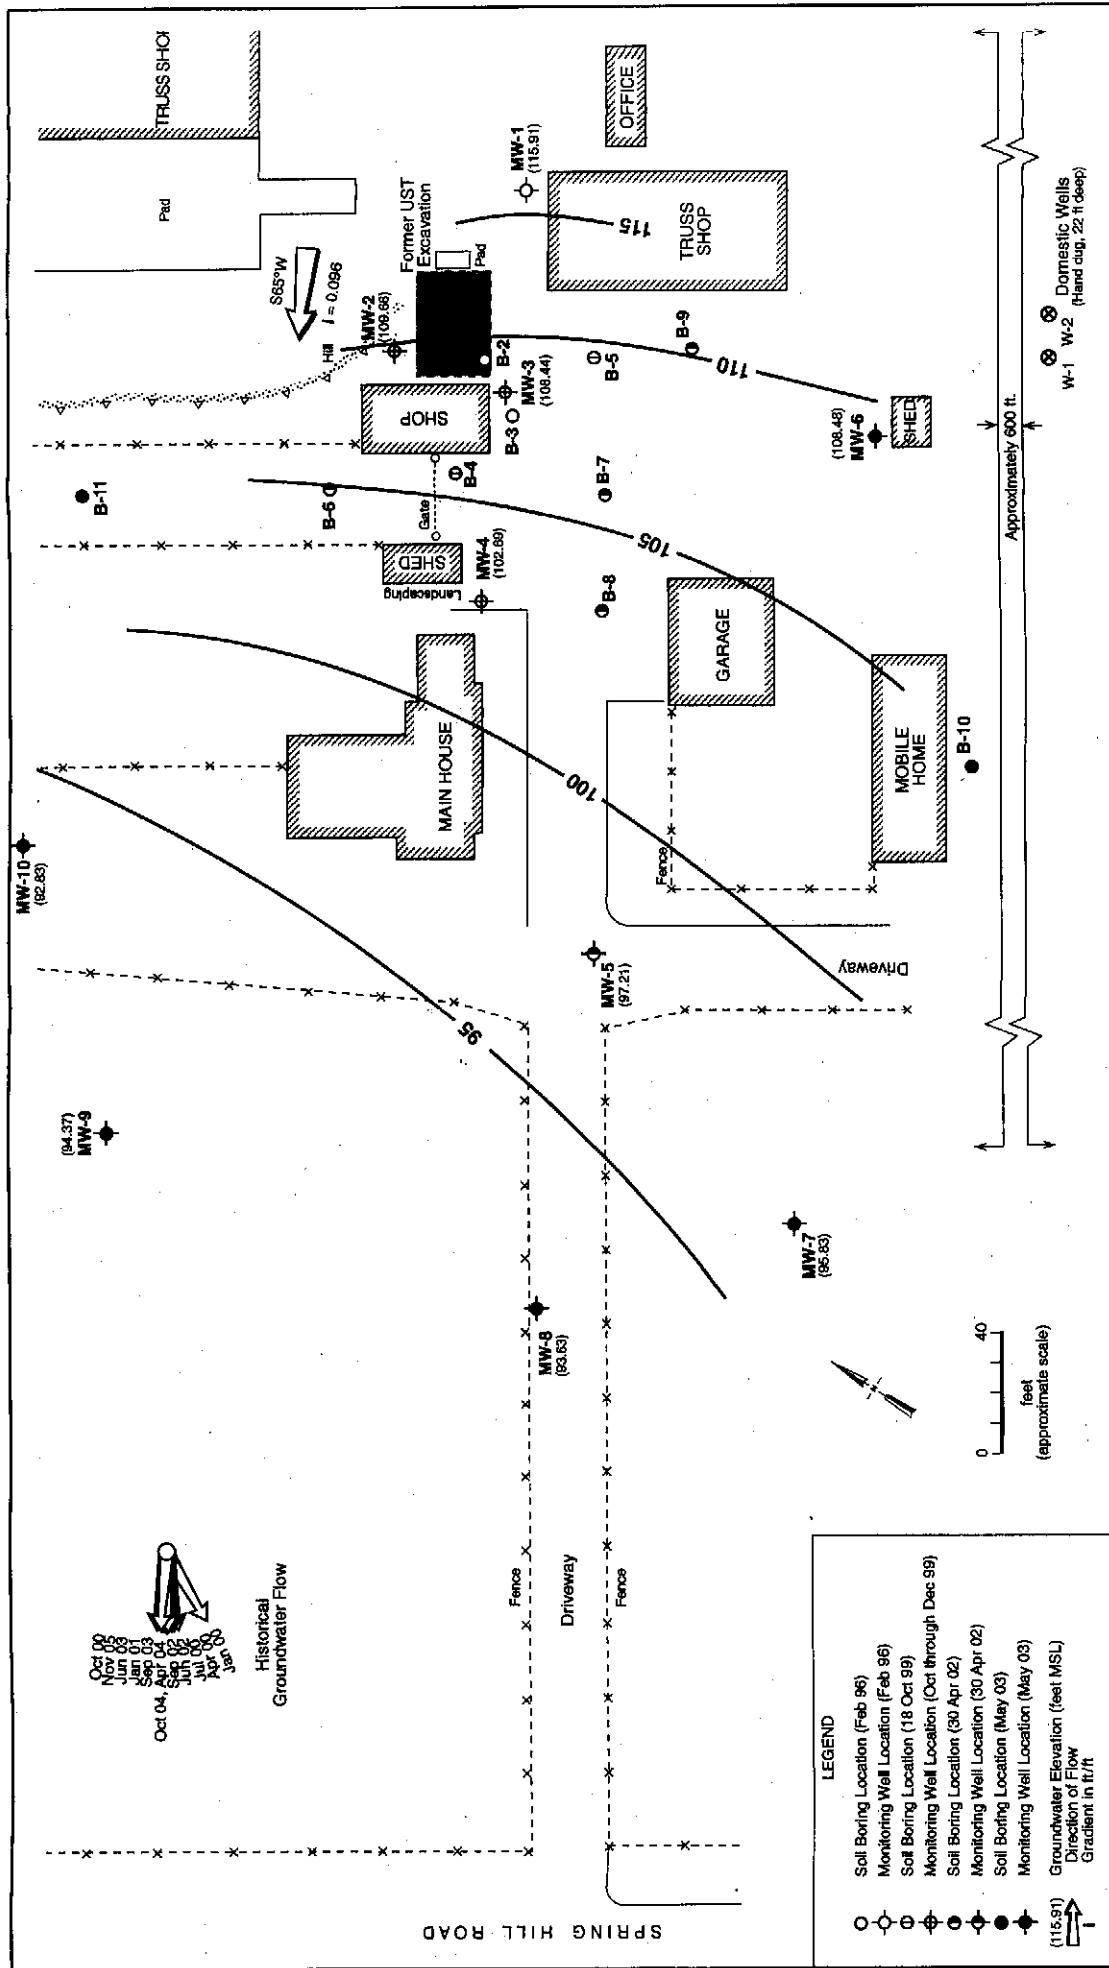 TRUSS SHO
Pad
S65°W
i = 0.096
Hill
Former UST
Excavation
Pad
MW-1
(115.91)
OFFICE
115
TRUSS
SHOP
MW-2
(109.66)
B-2
MW-3
(108.44)
B-3
B-5
B-9
110
SHOP
B-11
B-6
B-4
Gate
B-7
(108.48)
MW-6
SHED
W-1
W-2
Domestic Wells
(Hand dug, 22 ft deep)
Approximately 600 ft.
SHED
Landscaping
MW-4
(102.69)
B-8
105
GARAGE
MAIN HOUSE
100
MOBILE
HOME
B-10
Fence
MW-10
(92.83)
MW-5
(97.21)
Driveway
95
(94.37)
MW-9
MW-7
(95.83)
MW-8
(93.63)
0
40
feet
(approximate scale)
Oct 00
Nov 05
Jun 03
Jan 01
Sep 03
Oct 04, Apr 04
Sep 02
Jun 02
Jul 00
Apr 00
Jan 00
Historical
Groundwater Flow
Fence
Driveway
Fence
SPRING HILL ROAD
LEGEND
Soil Boring Location (Feb 96)
Monitoring Well Location (Feb 96)
Soil Boring Location (18 Oct 99)
Monitoring Well Location (Oct through Dec 99)
Soil Boring Location (30 Apr 02)
Monitoring Well Location (30 Apr 02)
Soil Boring Location (May 03)
Monitoring Well Location (May 03)
(115.91) Groundwater Elevation (feet MSL)
Direction of Flow
i Gradient in ft/ft